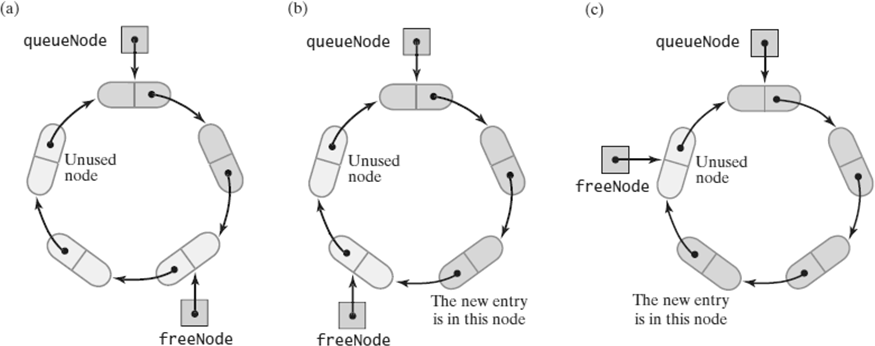 (a)
queueNode
Unused
node
freeNode
(b)
queueNode
Unused
node
The new entry
is in this node
freeNode
(c)
queueNode
Unused
node
freeNode
The new entry
is in this node